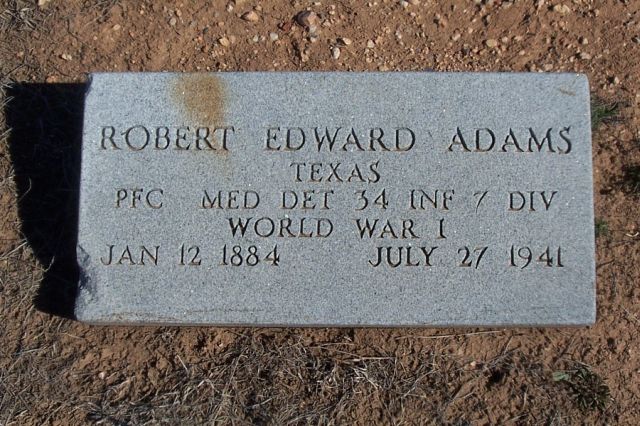 ROBERT EDWARD ADAMS
TEXAS
PFC MED DET 34 INF 7 DIV
WORLD WAR I
JAN 12 1884 JULY 27 1941